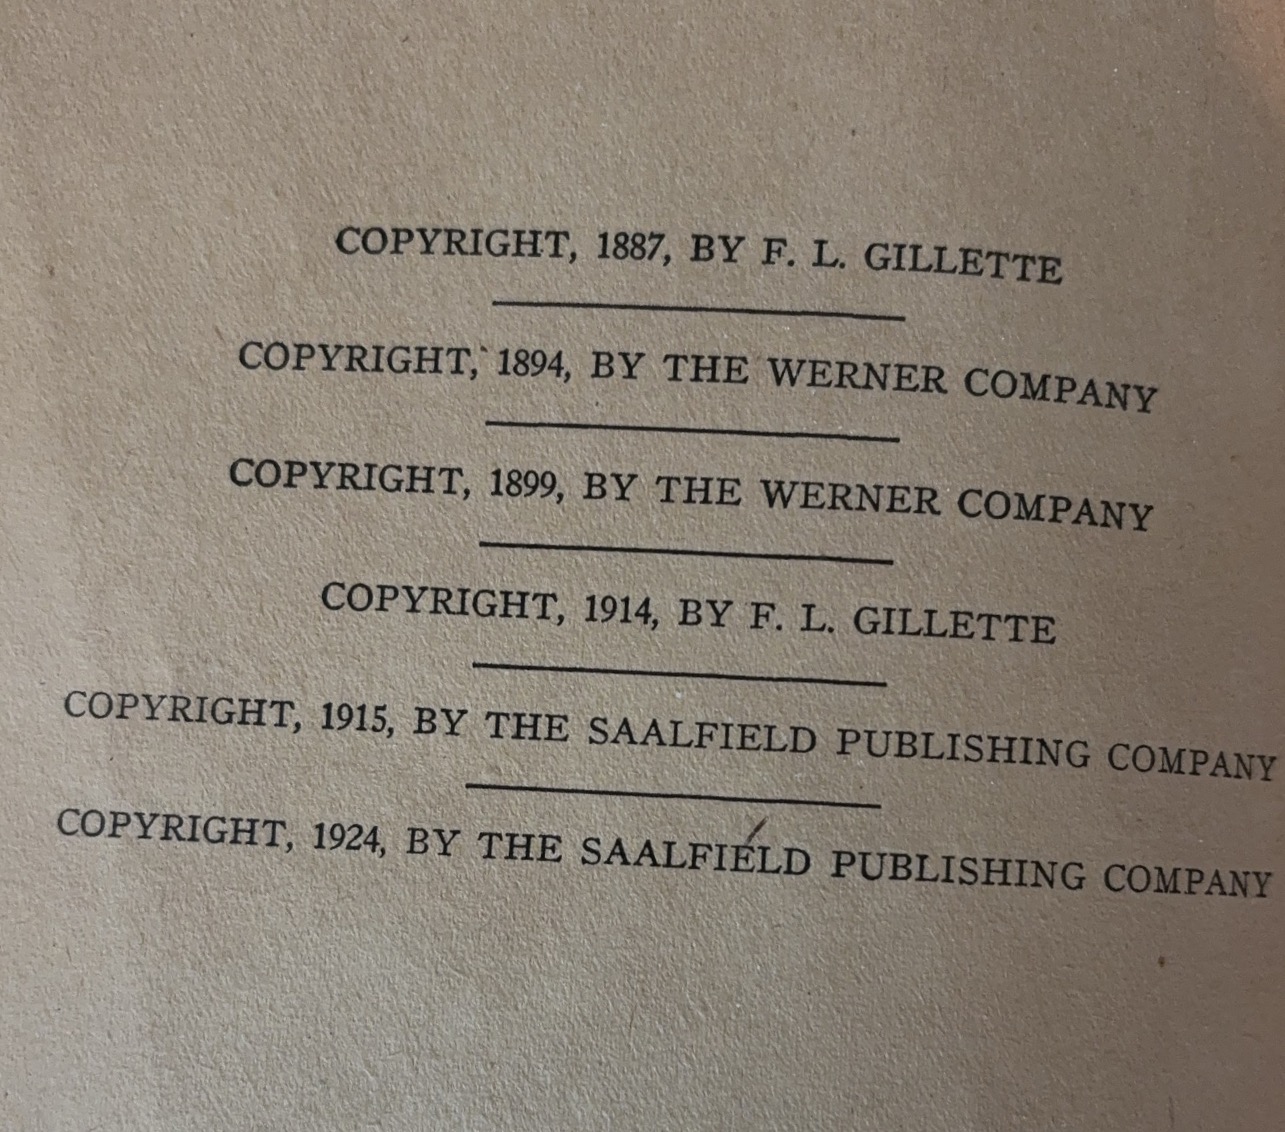 COPYRIGHT, 1887, BY F. L. GILLETTE
COPYRIGHT, 1894, BY THE WERNER COMPANY
COPYRIGHT, 1899, BY THE WERNER COMPANY
COPYRIGHT, 1914, BY F. L. GILLETTE
COPYRIGHT, 1915, BY THE SAALFIELD PUBLISHING COMPANY
COPYRIGHT, 1924, BY THE SAALFIELD PUBLISHING COMPANY